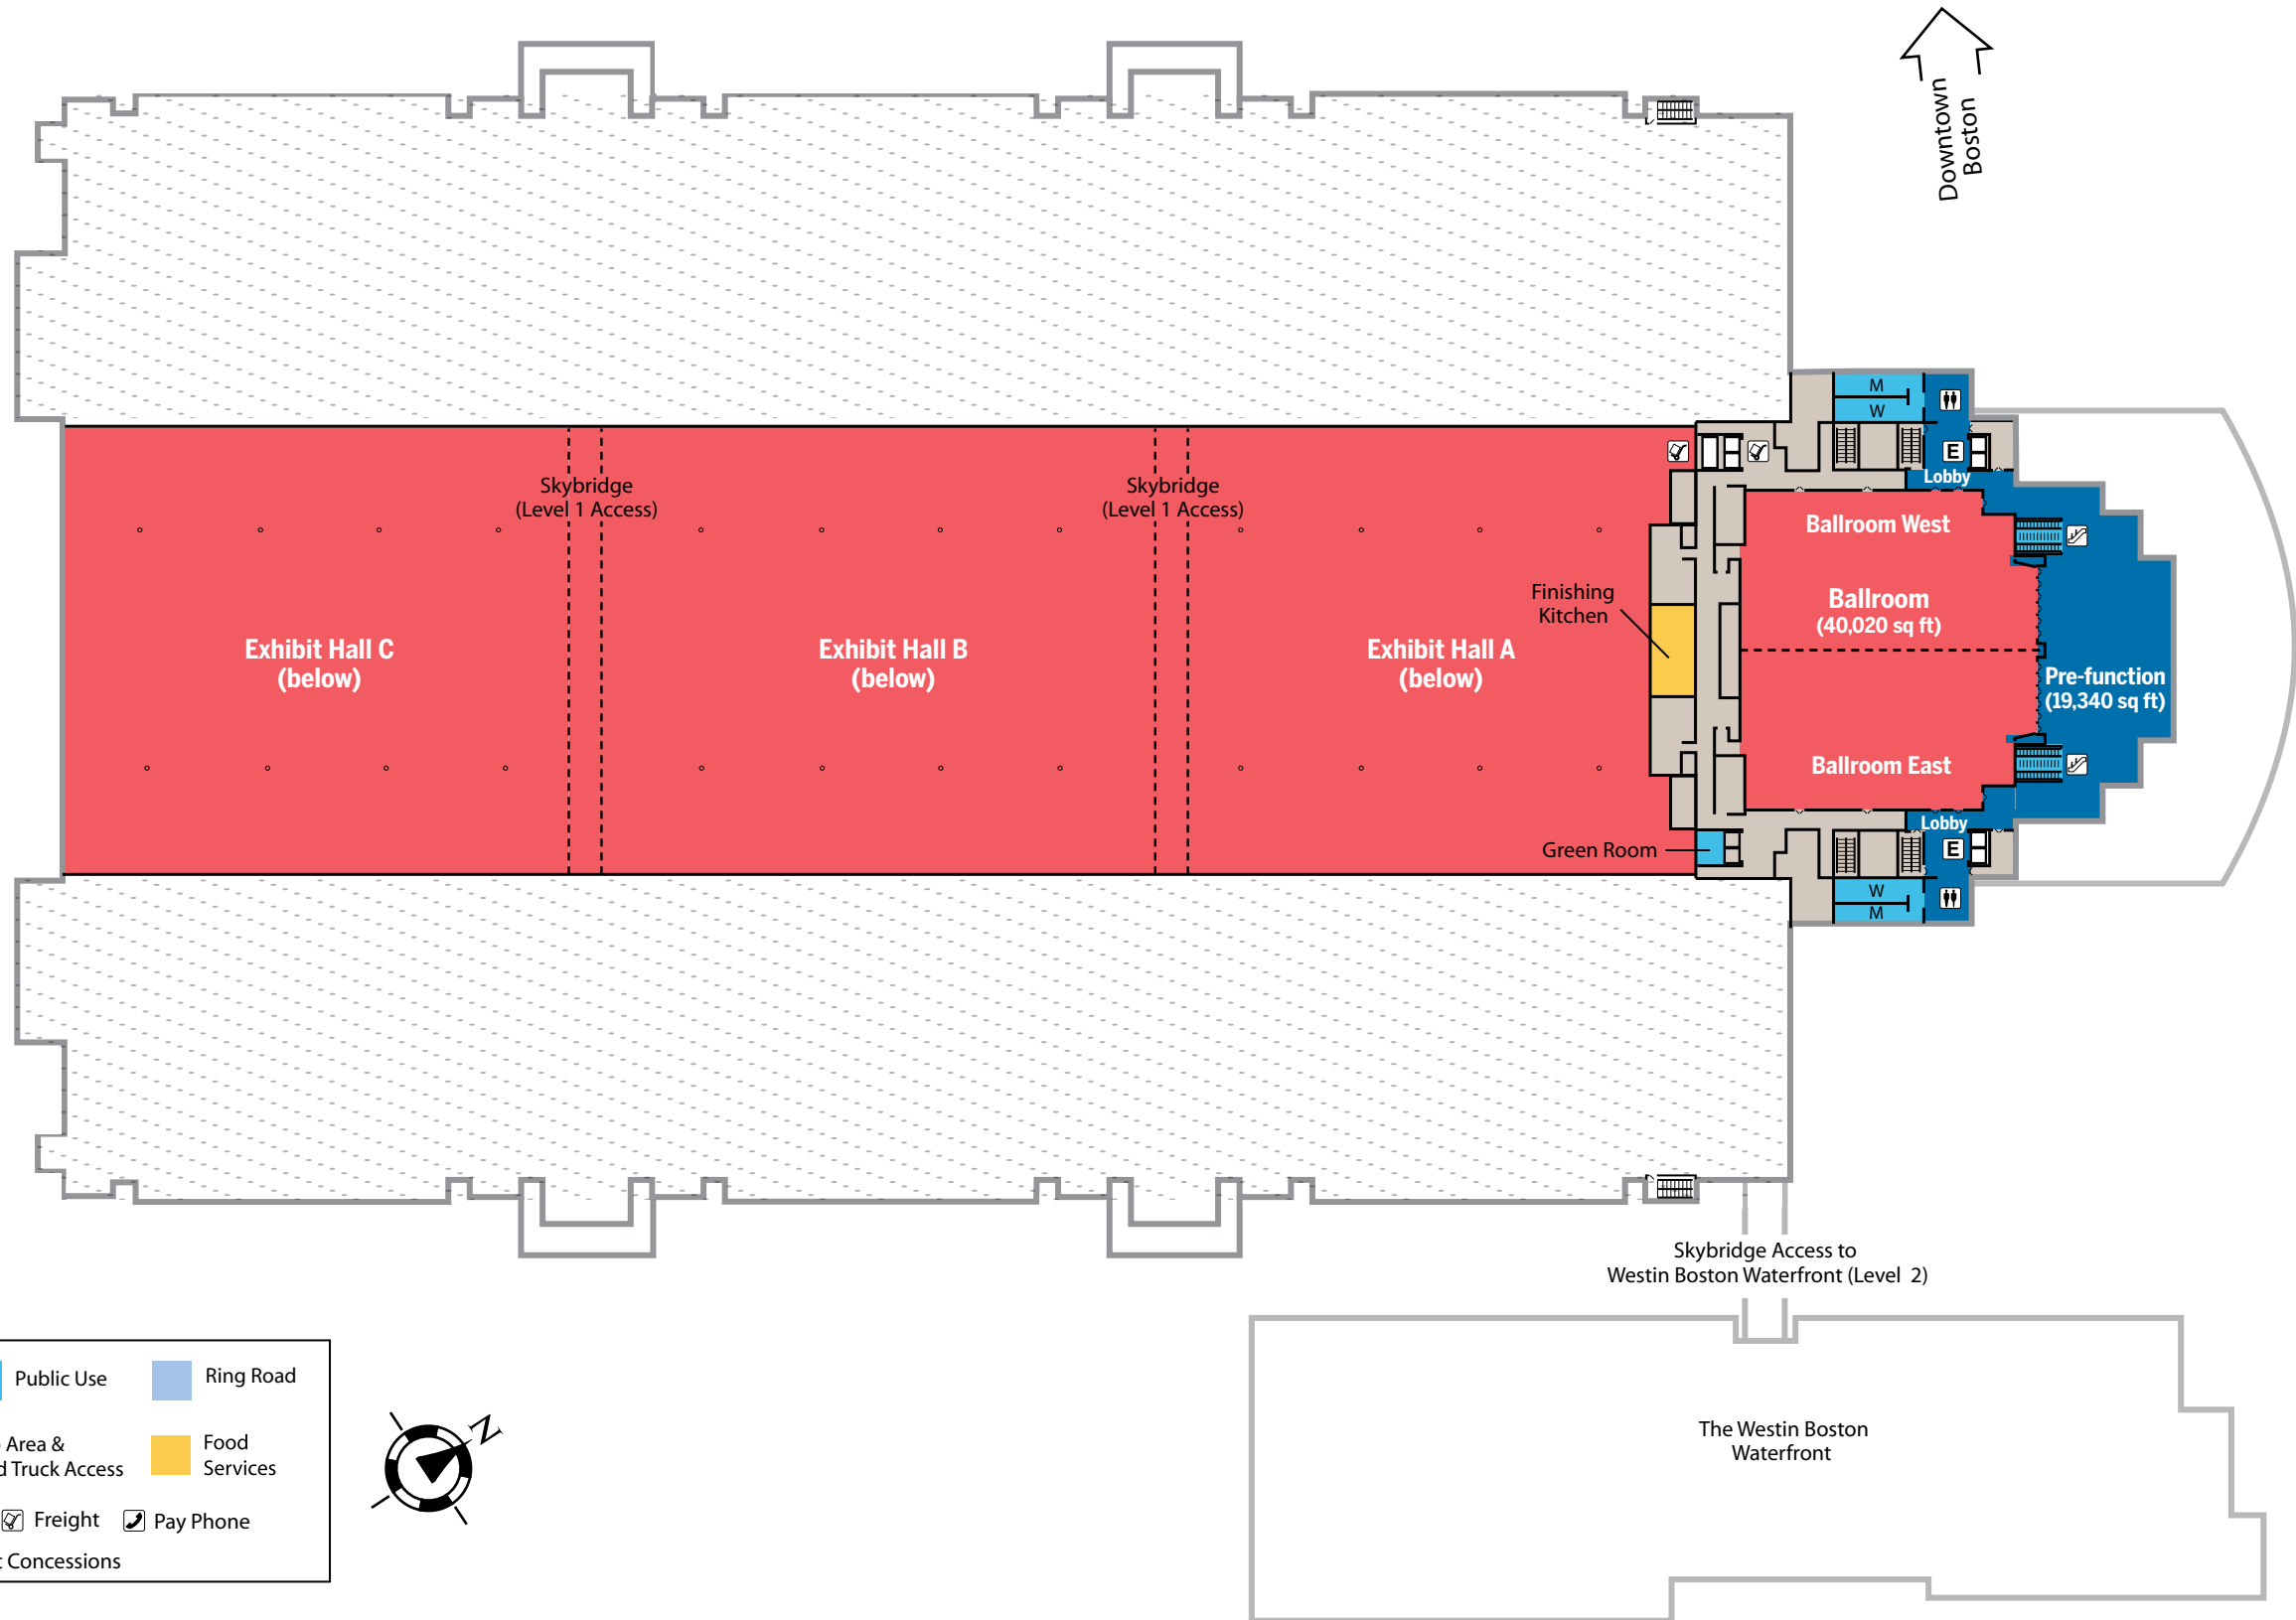 Downtown
Boston
M
W
E
Lobby
Skybridge
(Level 1 Access)
Skybridge
(Level 1 Access)
Ballroom West
Finishing
Kitchen
Ballroom
(40,020 sq ft)
Exhibit Hall C
(below)
Exhibit Hall B
(below)
Exhibit Hall A
(below)
Pre-function
(19,340 sq ft)
Ballroom East
Lobby
Green Room
E
W
M
Skybridge Access to
Westin Boston Waterfront (Level 2)
The Westin Boston
Waterfront
Public Use
Ring Road
Area &
Truck Access
Food
Services
Freight
Pay Phone
Concessions
N